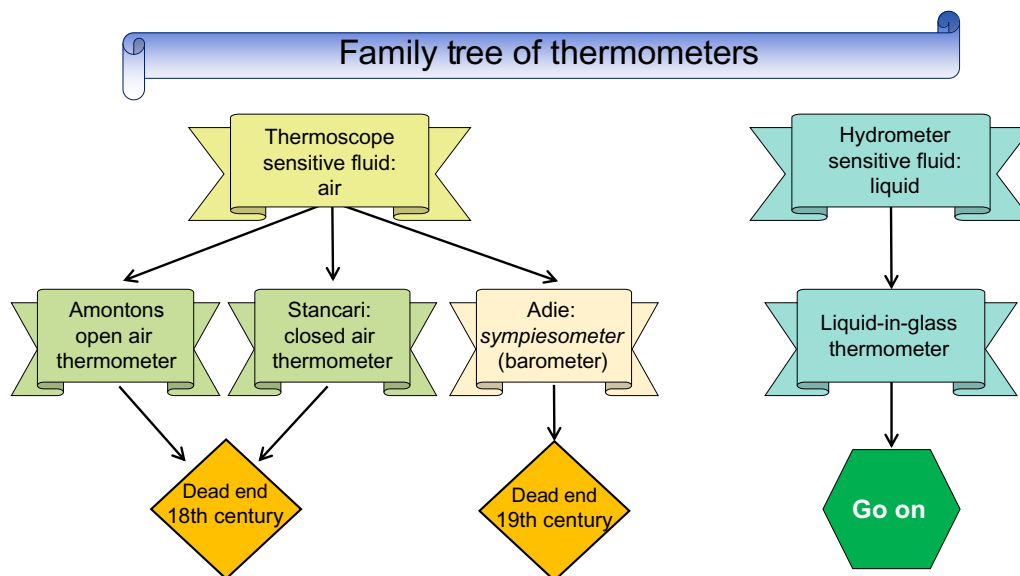 Family tree of thermometers
Thermoscope
sensitive fluid:
air
Hydrometer
sensitive fluid:
liquid
Amontons
open air
thermometer
Stancari:
closed air
thermometer
Adie:
sympiesometer
(barometer)
Liquid-in-glass
thermometer
Dead end
18th century
Dead end
19th century
Go on